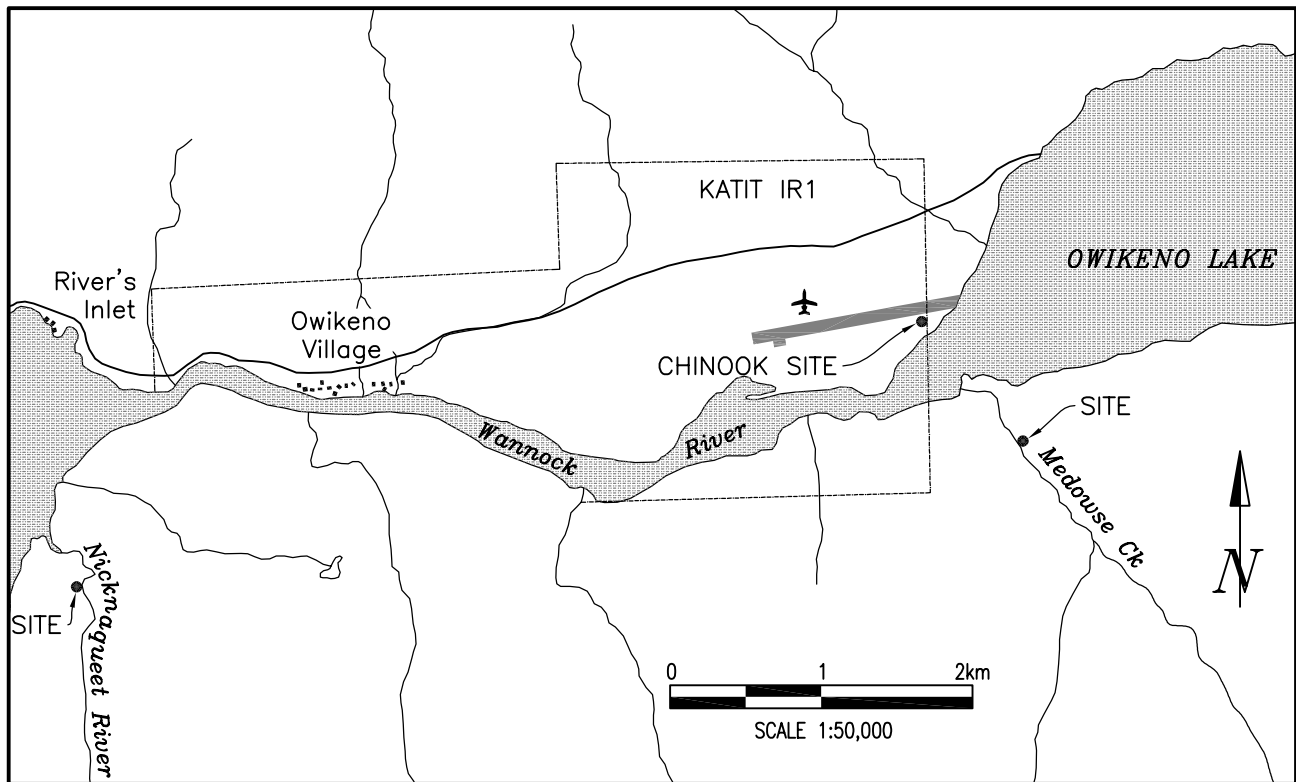 KATIT IR1
River's
Inlet
OWIKENO LAKE
Owikeno
Village
CHINOOK SITE
SITE
Wannock
River
Medowse Ck
N
Nicknaqueet River
SITE
0 1 2km
SCALE 1:50,000